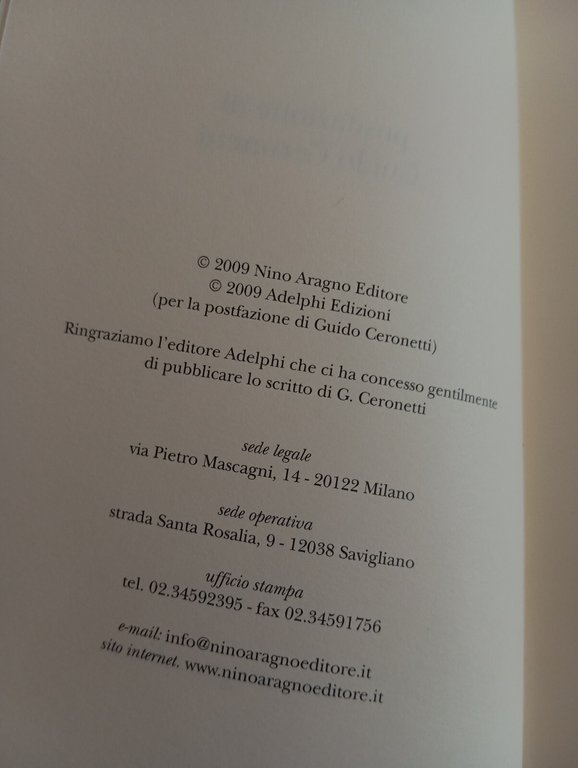 © 2009 Nino Aragno Editore
© 2009 Adelphi Edizioni
(per la postfazione di Guido Ceronetti)
Ringraziamo l'editore Adelphi che ci ha concesso gentilmente
di pubblicare lo scritto di G. Ceronetti
sede legale
via Pietro Mascagni, 14 - 20122 Milano
sede operativa
strada Santa Rosalia, 9 - 12038 Savigliano
ufficio stampa
tel. 02.34592395 - fax 02.34591756
e-mail: info@ninoaragnoeditore.it
sito internet. www.ninoaragnoeditore.it